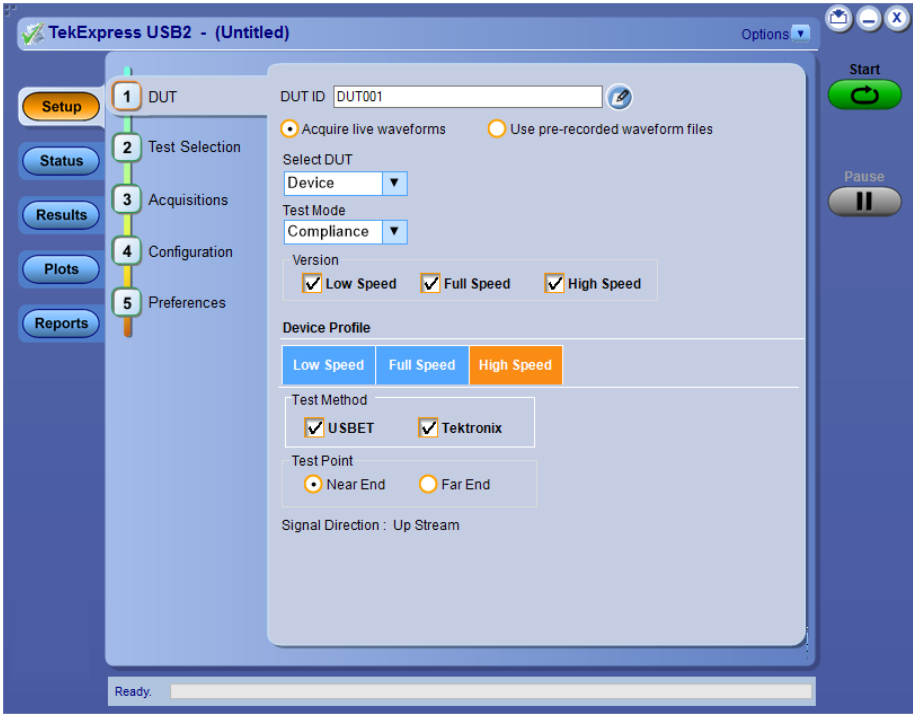 TekExpress USB2 - (Untitled)
Options
Start
Pause
Setup
Status
Results
Plots
Reports
1 DUT
2 Test Selection
3 Acquisitions
4 Configuration
5 Preferences
DUT ID DUT001
Acquire live waveforms Use pre-recorded waveform files
Select DUT
Device
Test Mode
Compliance
Version
Low Speed Full Speed High Speed
Device Profile
Low Speed Full Speed High Speed
Test Method
USBET Tektronix
Test Point
Near End Far End
Signal Direction : Up Stream
Ready.